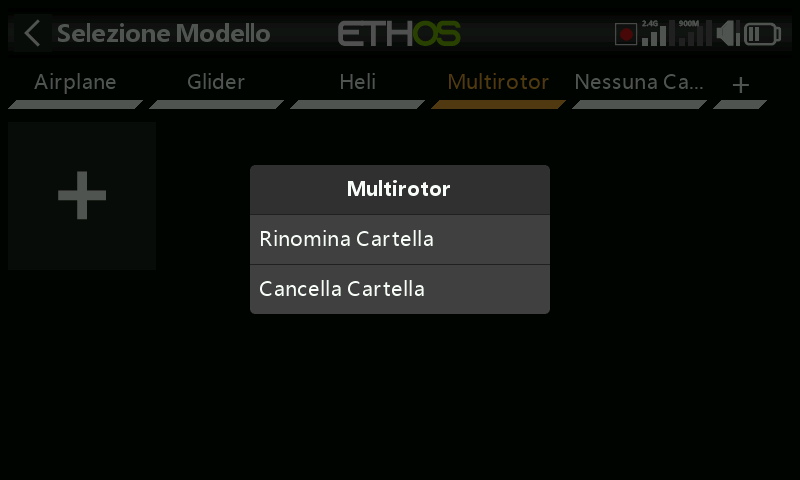 Selezione Modello
ETHOS
2.4G
900M
Airplane
Glider
Heli
Multirotor
Nessuna Ca...
+
+
Multirotor
Rinomina Cartella
Cancella Cartella